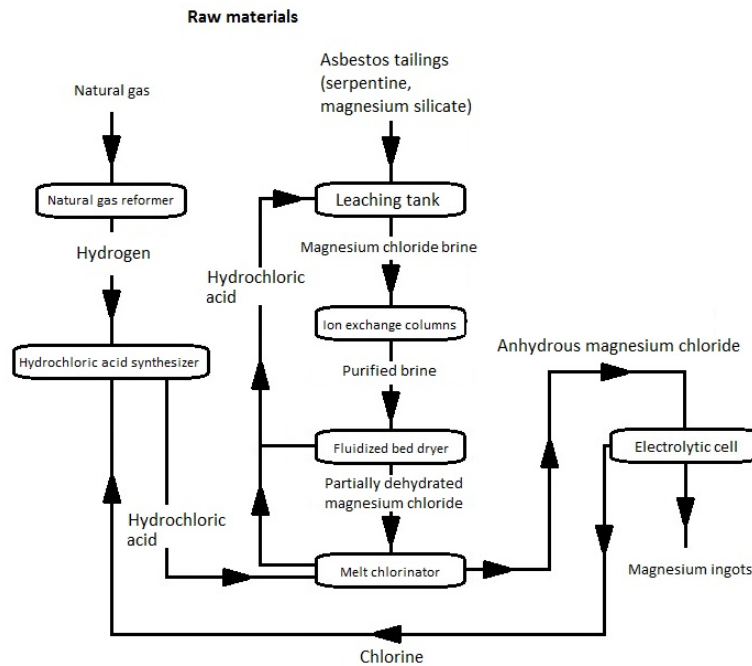 Raw materials
Natural gas
Asbestos tailings
(serpentine,
magnesium silicate)
Natural gas reformer
Leaching tank
Hydrogen
Magnesium chloride brine
Hydrochloric
acid
Ion exchange columns
Hydrochloric acid synthesizer
Purified brine
Anhydrous magnesium chloride
Fluidized bed dryer
Electrolytic cell
Partially dehydrated
magnesium chloride
Hydrochloric
acid
Melt chlorinator
Magnesium ingots
Chlorine